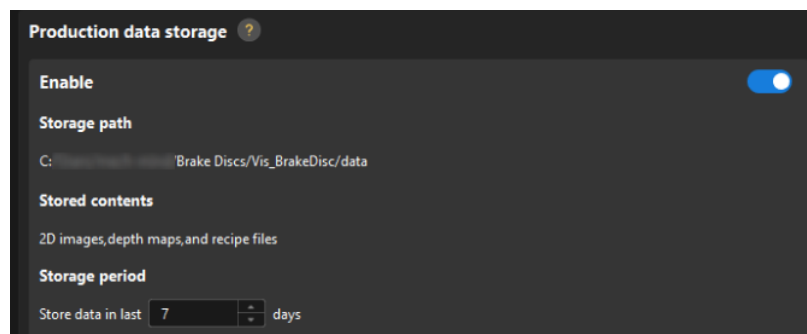 Production data storage ?
Enable
Storage path
C: /Brake Discs/Vis_BrakeDisc/data
Stored contents
2D images,depth maps,and recipe files
Storage period
Store data in last 7 days